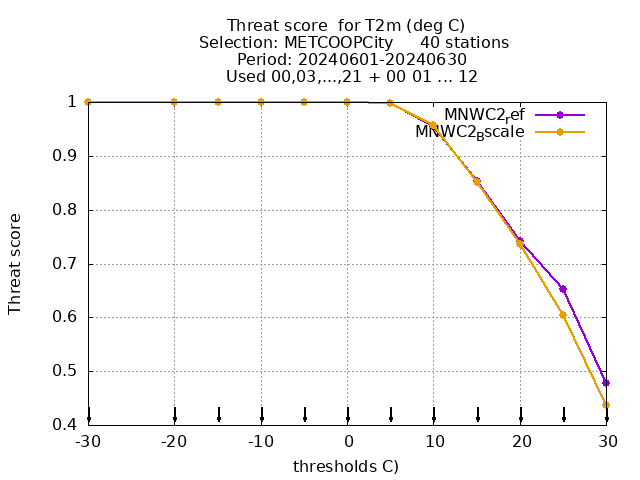 Threat score  for T2m (deg C)
Selection: METCOOPCity     40 stations
Period: 20240601-20240630
Used 00,03,...,21 + 00 01 ... 12
MNWC2ref
MNWC2Bscale
1
0.9
0.8
0.7
0.6
0.5
0.4
Threat score
-30 -20 -10 0 10 20 30
thresholds C)